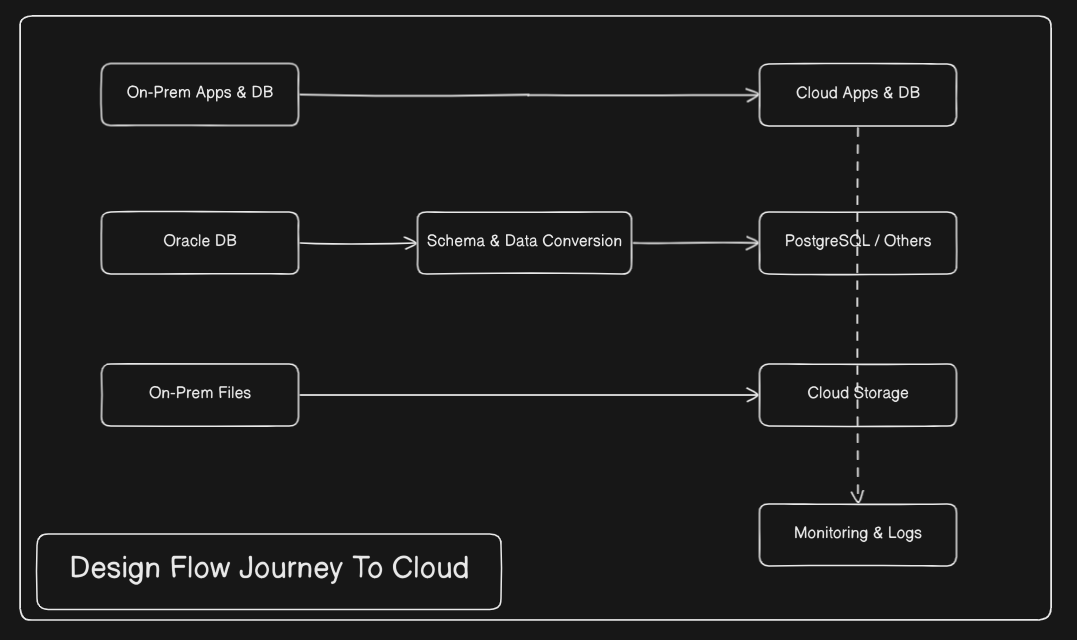 On-Prem Apps & DB
Cloud Apps & DB
Oracle DB
Schema & Data Conversion
PostgreSQL / Others
On-Prem Files
Cloud Storage
Monitoring & Logs
Design Flow Journey To Cloud